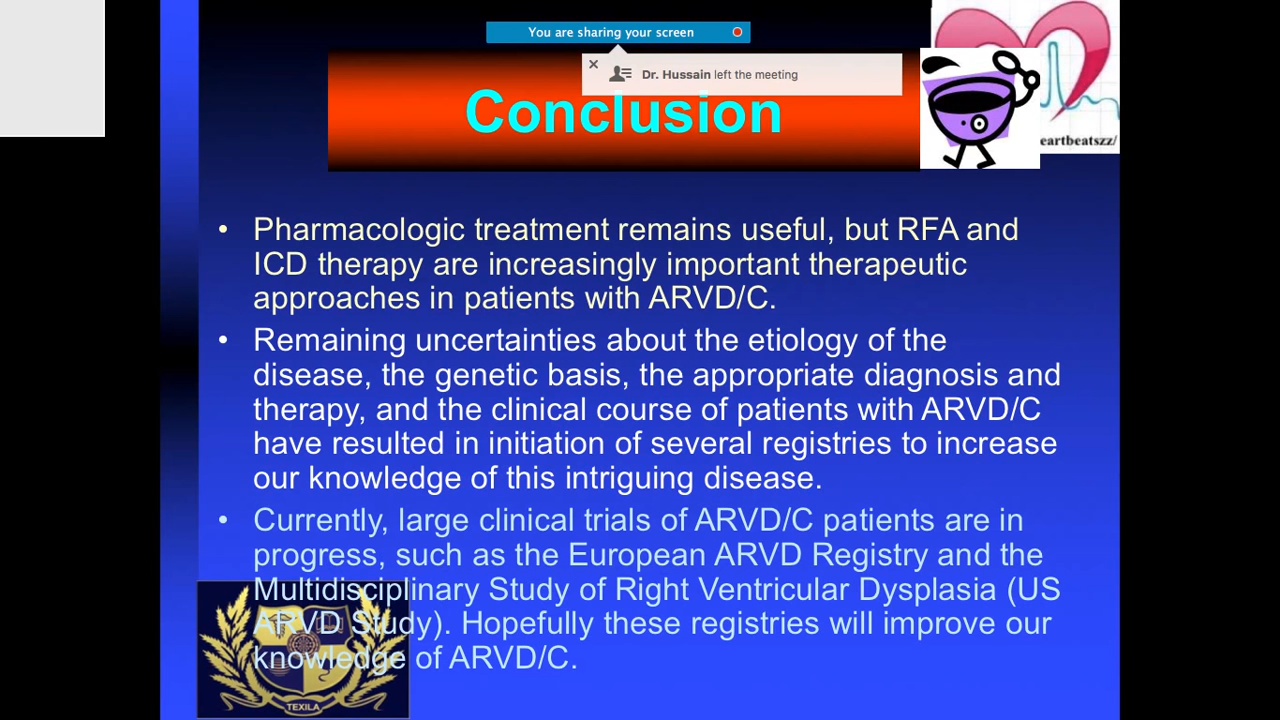 You are sharing your screen
Dr. Hussain left the meeting
Conclusion
eartbeatszz/
• Pharmacologic treatment remains useful, but RFA and
ICD therapy are increasingly important therapeutic
approaches in patients with ARVD/C.
• Remaining uncertainties about the etiology of the
disease, the genetic basis, the appropriate diagnosis and
therapy, and the clinical course of patients with ARVD/C
have resulted in initiation of several registries to increase
our knowledge of this intriguing disease.
• Currently, large clinical trials of ARVD/C patients are in
progress, such as the European ARVD Registry and the
Multidisciplinary Study of Right Ventricular Dysplasia (US
ARVD Study). Hopefully these registries will improve our
knowledge of ARVD/C.
TEXILA